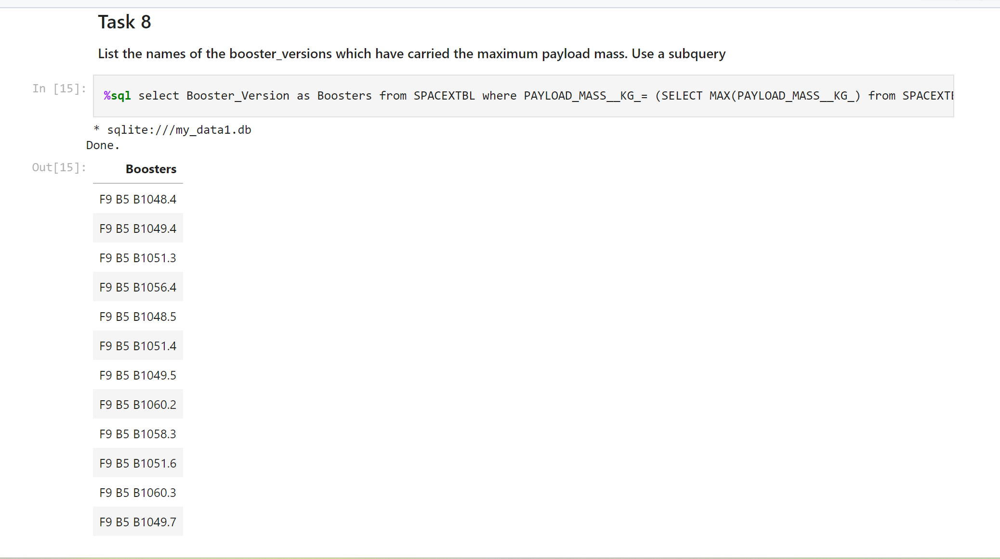 Task 8
List the names of the booster_versions which have carried the maximum payload mass. Use a subquery
In [15]:
%sql select Booster_Version as Boosters from SPACEXTBL where PAYLOAD_MASS__KG_= (SELECT MAX(PAYLOAD_MASS__KG_) from SPACEXTB
* sqlite:///my_data1.db
Done.
Out[15]:
Boosters
F9 B5 B1048.4
F9 B5 B1049.4
F9 B5 B1051.3
F9 B5 B1056.4
F9 B5 B1048.5
F9 B5 B1051.4
F9 B5 B1049.5
F9 B5 B1060.2
F9 B5 B1058.3
F9 B5 B1051.6
F9 B5 B1060.3
F9 B5 B1049.7